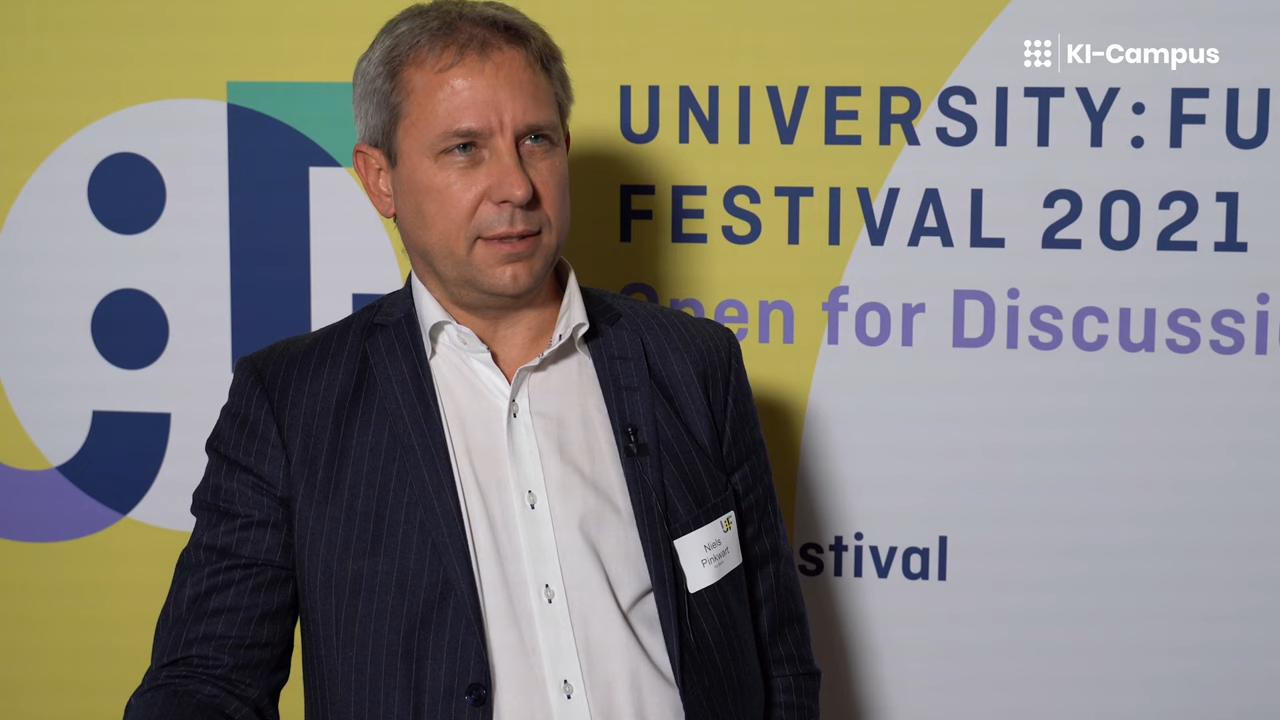 KI-Campus
UNIVERSITY:FU
FESTIVAL 2021
Open for Discussi
stival
Niels
Pinkwart